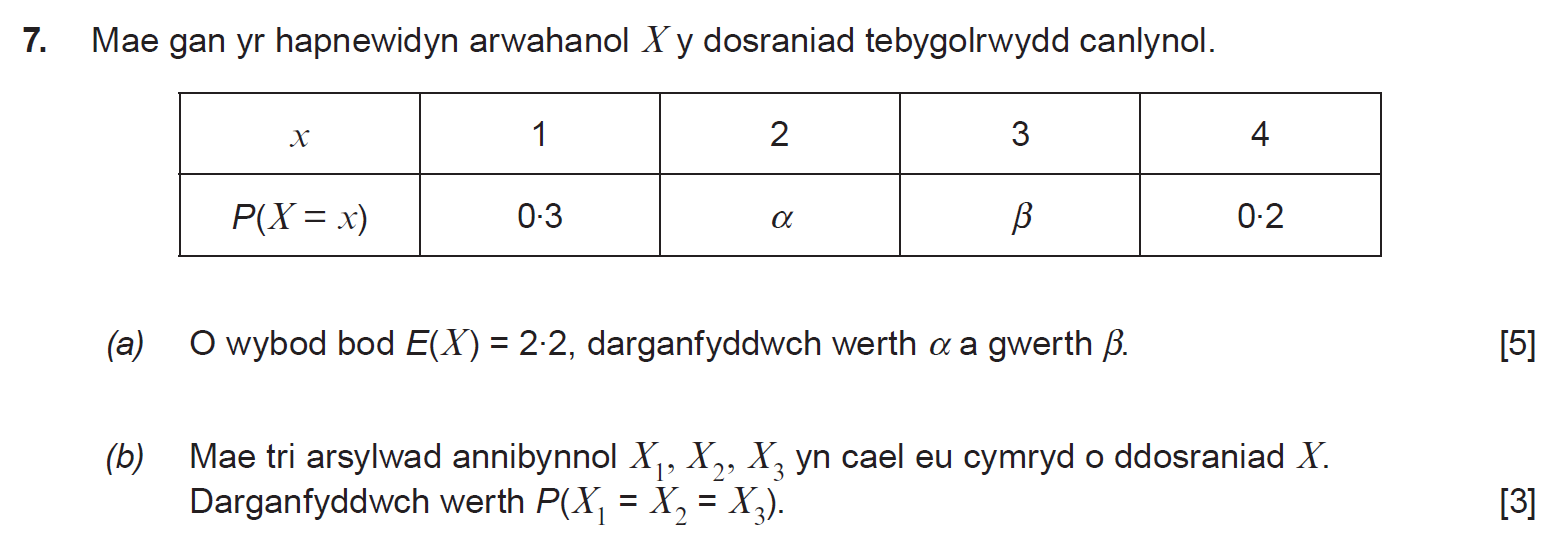 7. Mae gan yr hapnewidyn arwahanol X y dosraniad tebygolrwydd canlynol.
x 1 2 3 4
P(X = x) 0·3 α β 0·2
(a) O wybod bod E(X) = 2·2, darganfyddwch werth α a gwerth β. [5]
(b) Mae tri arsylwad annibynnol X₁, X₂, X₃ yn cael eu cymryd o ddosraniad X.
Darganfyddwch werth P(X₁ = X₂ = X₃). [3]